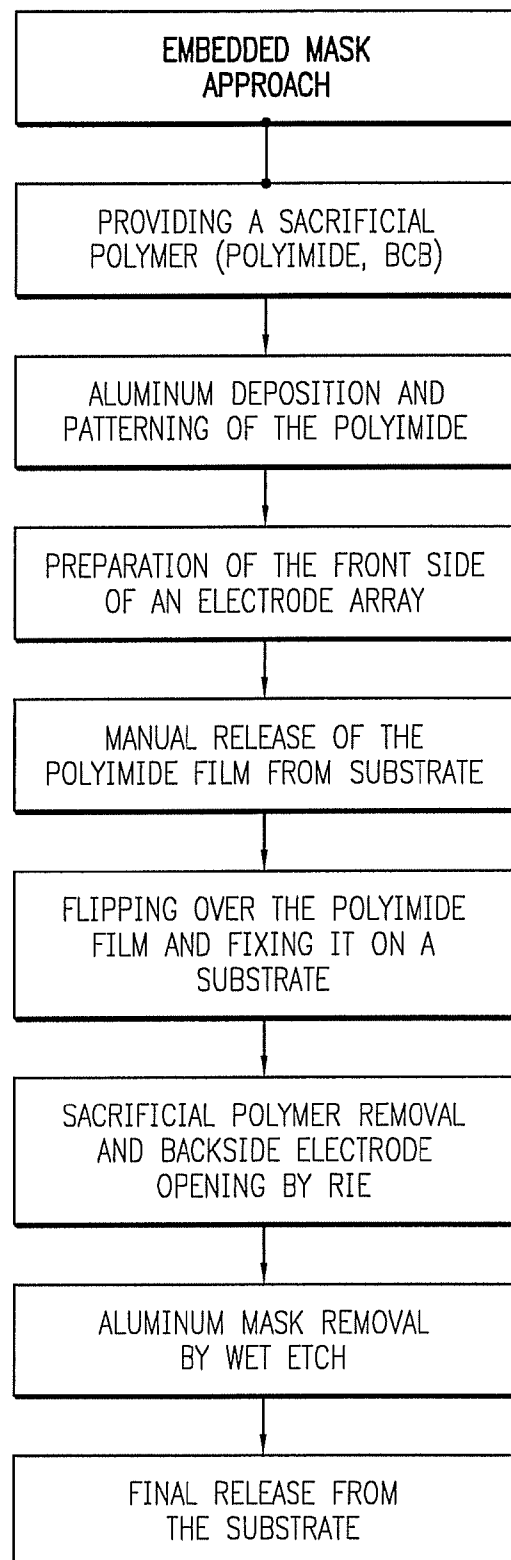 EMBEDDED MASK
APPROACH
PROVIDING A SACRIFICIAL
POLYMER (POLYIMIDE, BCB)
ALUMINUM DEPOSITION AND
PATTERNING OF THE POLYIMIDE
PREPARATION OF THE FRONT SIDE
OF AN ELECTRODE ARRAY
MANUAL RELEASE OF THE
POLYIMIDE FILM FROM SUBSTRATE
FLIPPING OVER THE POLYIMIDE
FILM AND FIXING IT ON A
SUBSTRATE
SACRIFICIAL POLYMER REMOVAL
AND BACKSIDE ELECTRODE
OPENING BY RIE
ALUMINUM MASK REMOVAL
BY WET ETCH
FINAL RELEASE FROM
THE SUBSTRATE